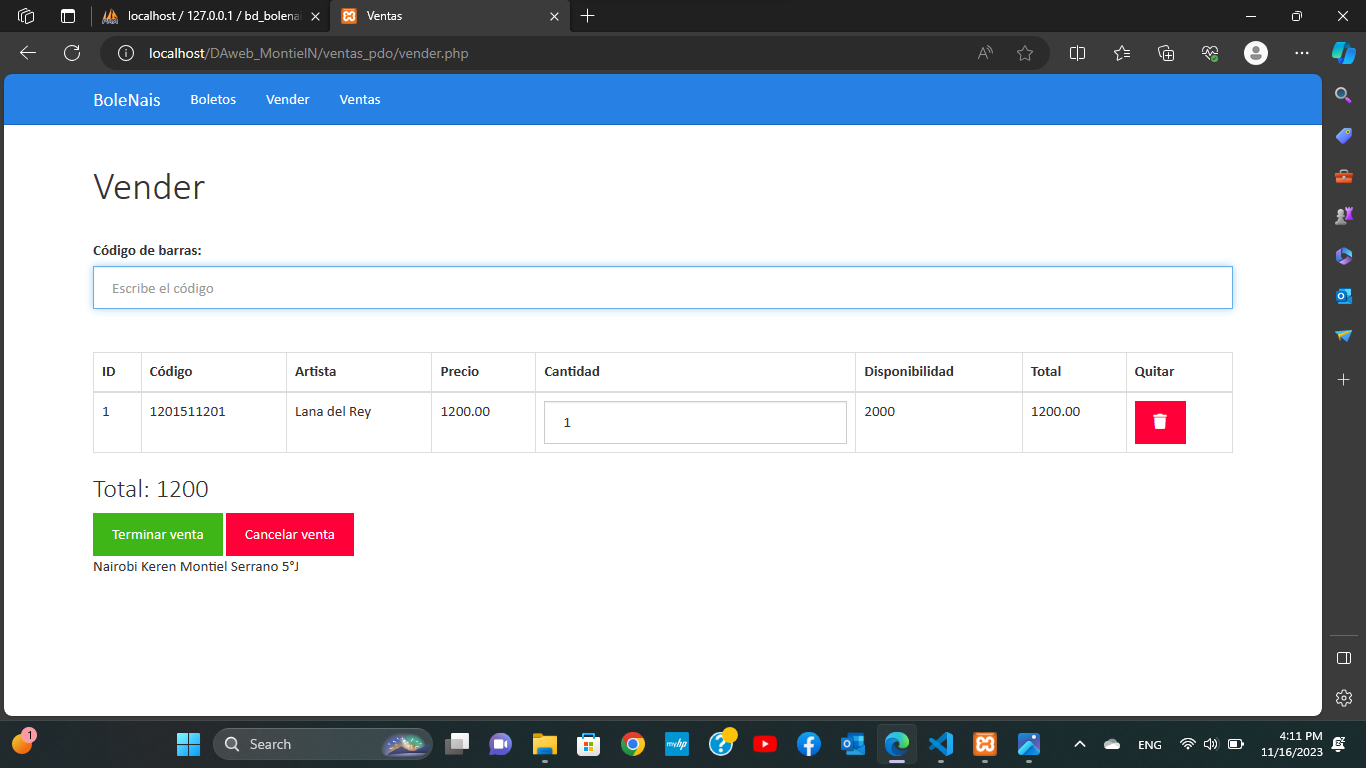 localhost / 127.0.0.1 / bd_bolenai
Ventas
localhost/DAweb_MontielN/ventas_pdo/vender.php
BoleNais Boletos Vender Ventas
Vender
Código de barras:
Escribe el código
ID Código Artista Precio Cantidad Disponibilidad Total Quitar
1 1201511201 Lana del Rey 1200.00 1 2000 1200.00
Total: 1200
Terminar venta Cancelar venta
Nairobi Keren Montiel Serrano 5°J
1
Search
myhp
ENG
4:11 PM
11/16/2023